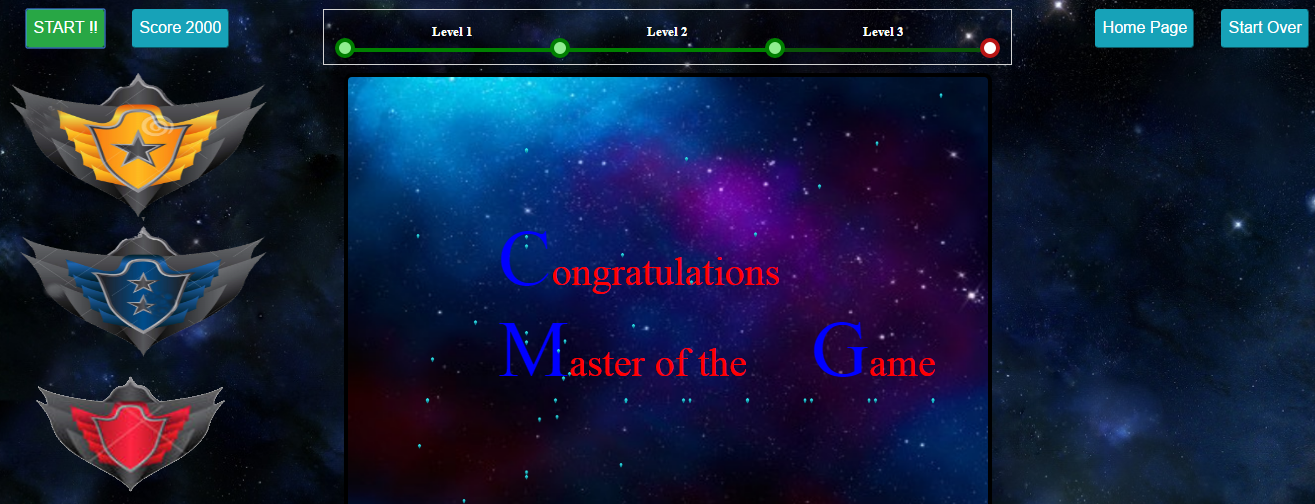 START !!
Score 2000
Level 1
Level 2
Level 3
Home Page
Start Over
Congratulations
Master of the Game